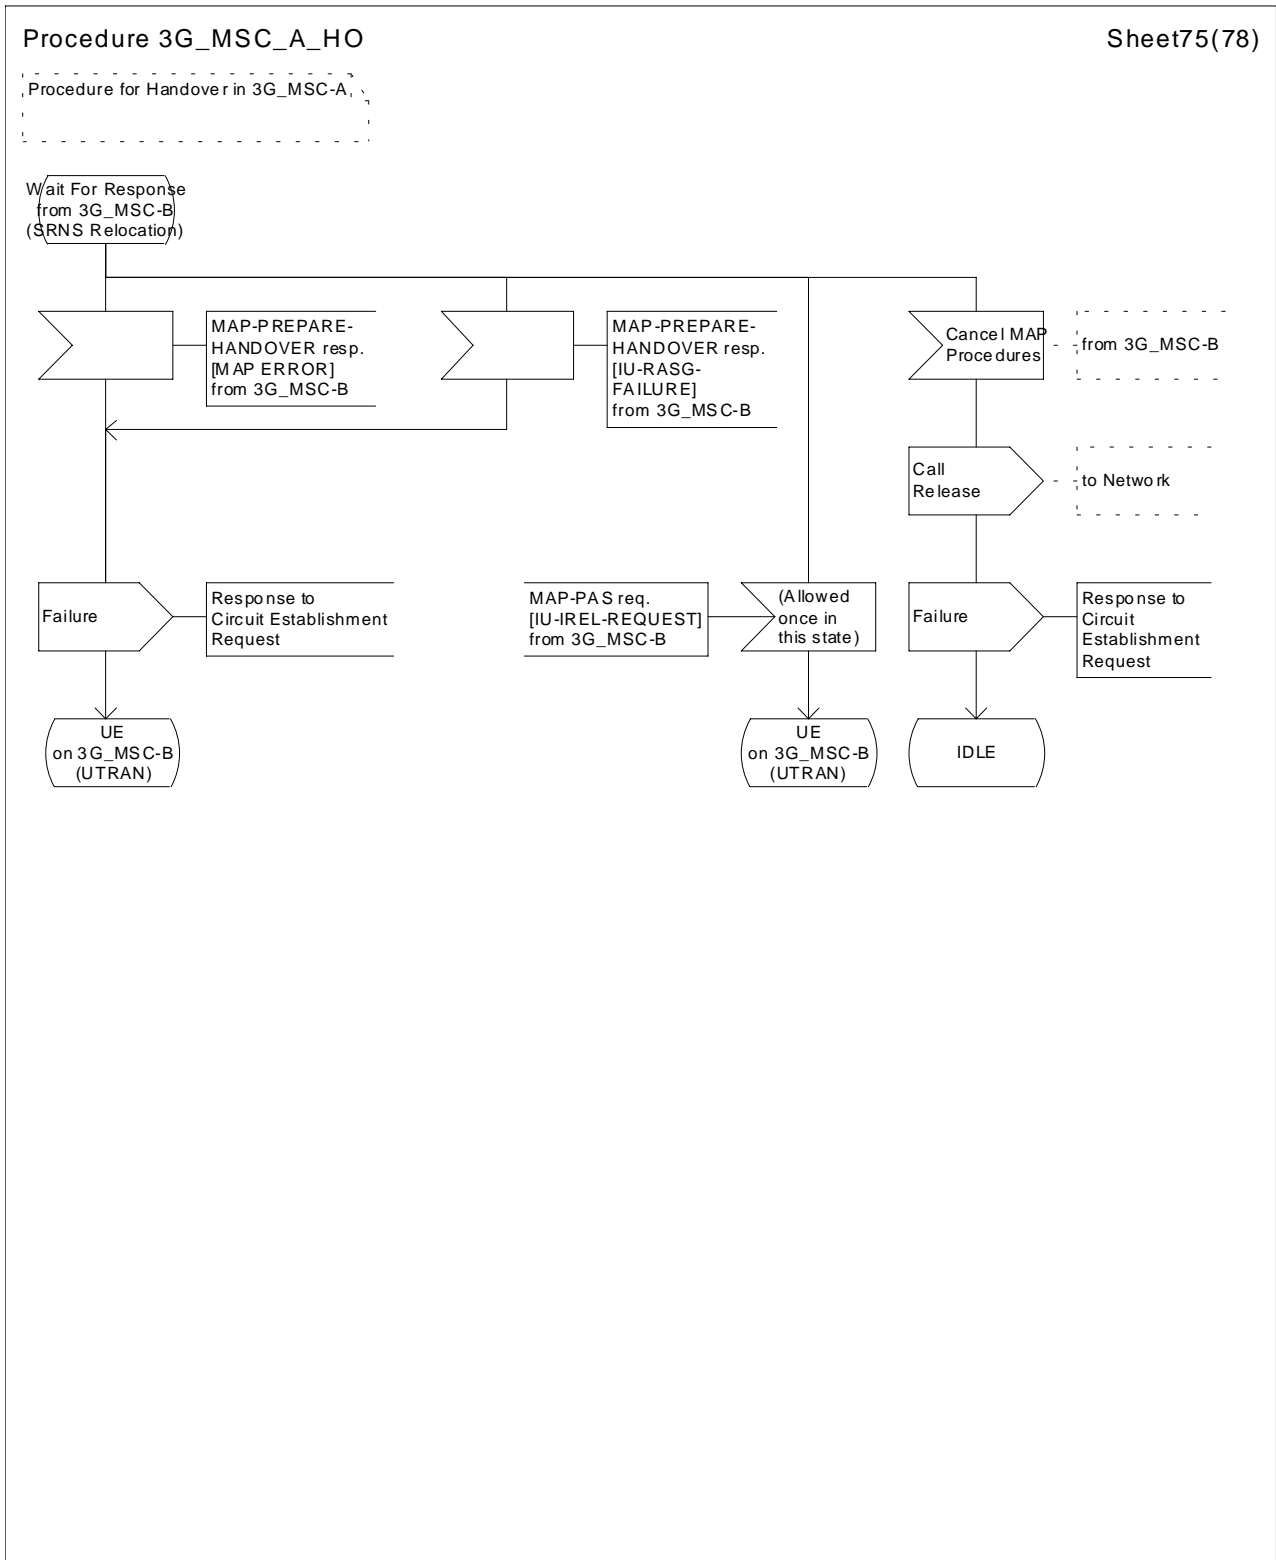 Procedure 3G_MSC_A_HO
Sheet75(78)
Procedure for Handover in 3G_MSC-A
Wait For Response
from 3G_MSC-B
(SRNS Relocation)
MAP-PREPARE-
HANDOVER resp.
[MAP ERROR]
from 3G_MSC-B
MAP-PREPARE-
HANDOVER resp.
[IU-RASG-
FAILURE]
from 3G_MSC-B
Cancel MAP
Procedures
from 3G_MSC-B
Call
Release
to Network
Failure
Response to
Circuit Establishment
Request
MAP-PAS req.
[IU-IREL-REQUEST]
from 3G_MSC-B
(Allowed
once in
this state)
Failure
Response to
Circuit
Establishment
Request
UE
on 3G_MSC-B
(UTRAN)
UE
on 3G_MSC-B
(UTRAN)
IDLE